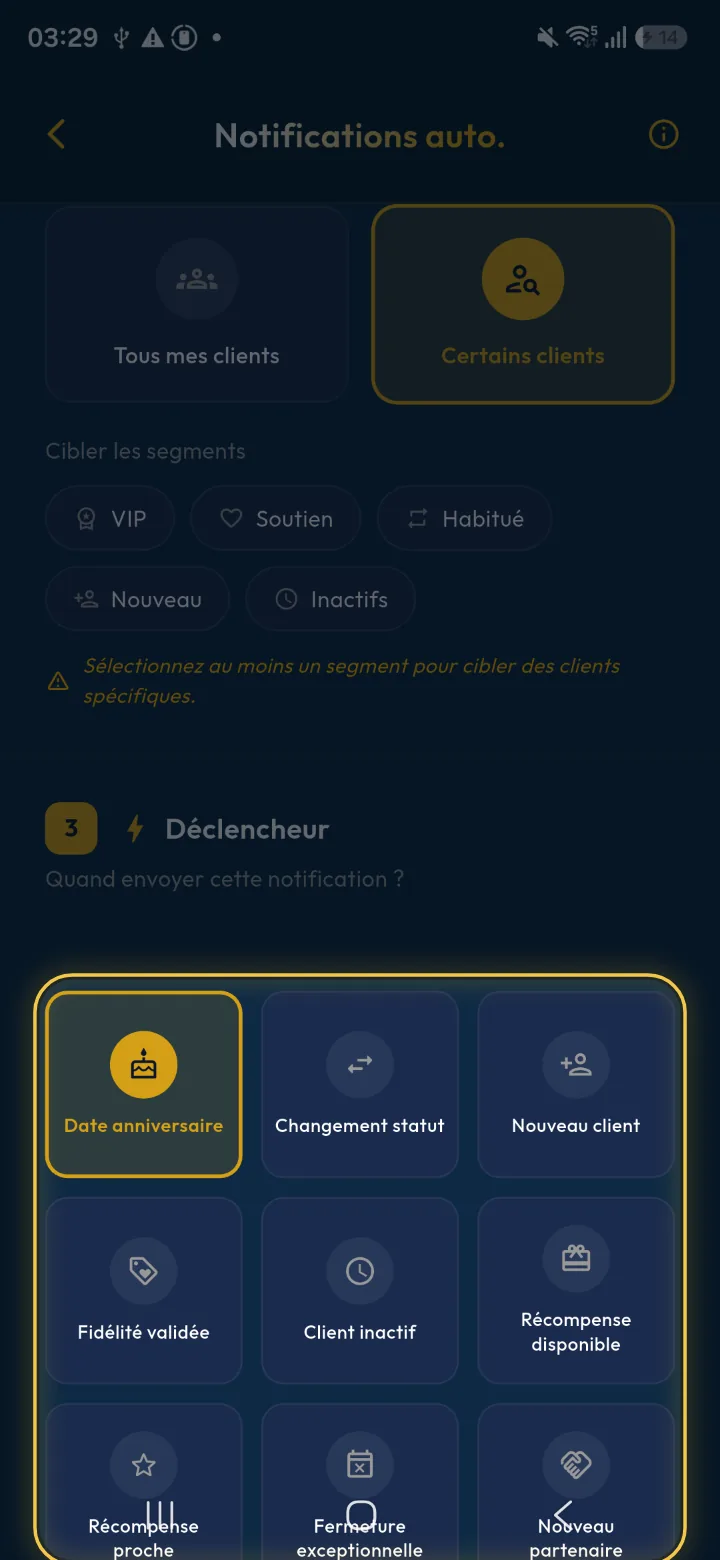 03:29
5
14
Notifications auto.
Tous mes clients
Certains clients
Cibler les segments
VIP
Soutien
Habitué
Nouveau
Inactifs
Sélectionnez au moins un segment pour cibler des clients
spécifiques.
3
Déclencheur
Quand envoyer cette notification ?
Date anniversaire
Changement statut
Nouveau client
Fidélité validée
Client inactif
Récompense
disponible
Récompense
proche
Fermeture
exceptionnelle
Nouveau
partenaire